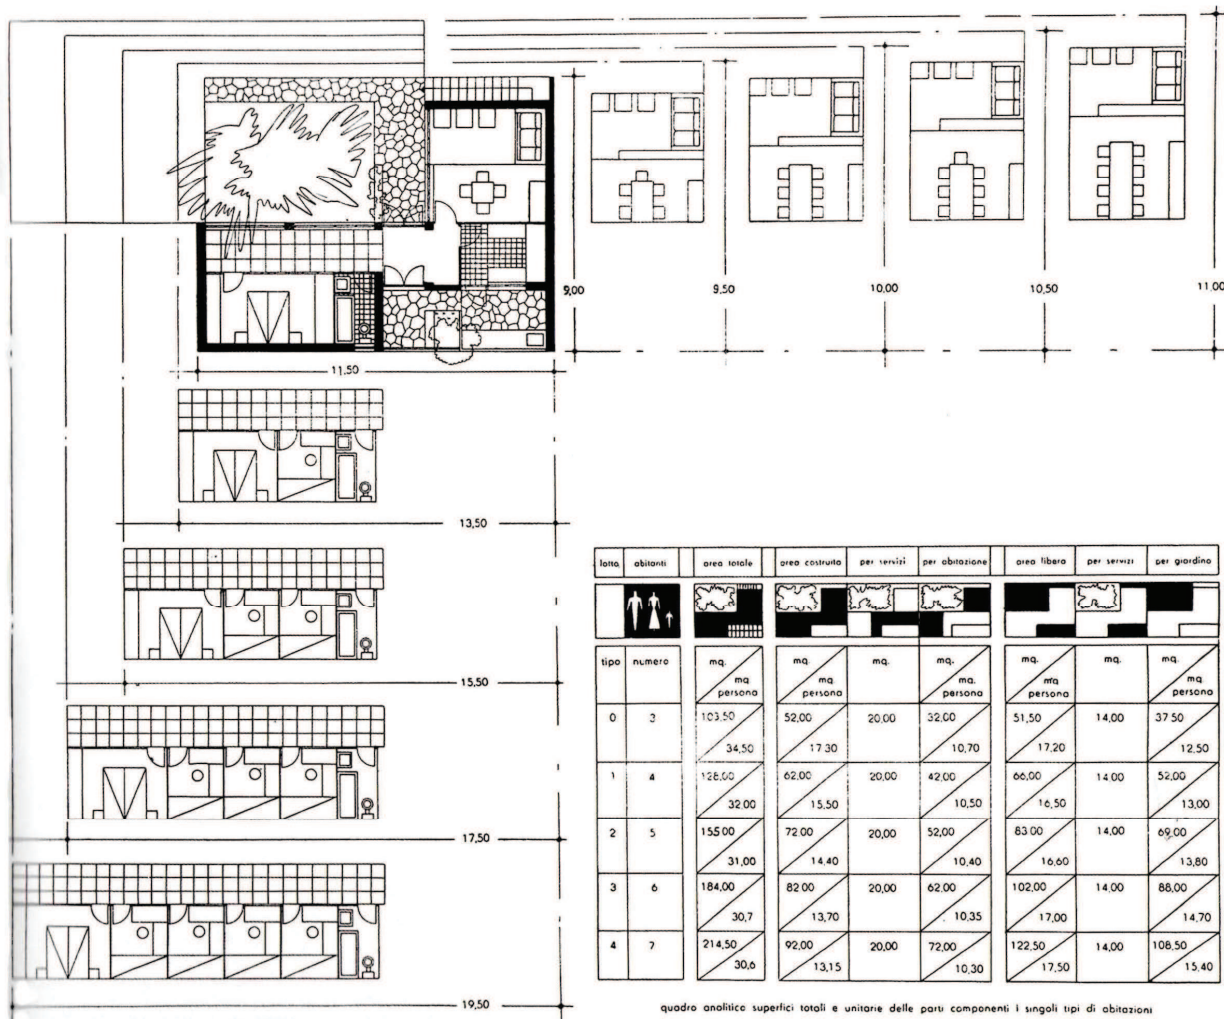 9,00 9,50 10,00 10,50 11,00
11,50
13,50
15,50
17,50
19,50
lotto abitanti area totale area costruita per servizi per abitazione area libera per servizi per giardino
tipo numero mq. mq. mq. mq. mq. mq. mq.
mq. persona mq. persona mq. persona mq. persona mq. persona
0 3 103,50 52,00 20,00 32,00 51,50 14,00 37 50
34,50 17 30 10,70 17,20 12,50
1 4 128,00 62,00 20,00 42,00 66,00 14 00 52,00
32,00 15,50 10,50 16,50 13,00
2 5 155 00 72,00 20,00 52,00 83 00 14,00 69,00
31,00 14,40 10,40 16,60 13,80
3 6 184,00 82 00 20,00 62,00 102,00 14,00 88,00
30,7 13,70 10,35 17,00 14,70
4 7 214,50 92,00 20,00 72,00 122,50 14,00 108,50
30,6 13,15 10,30 17,50 15,40
quadro analitico superfici totali e unitarie delle parti componenti i singoli tipi di abitazioni